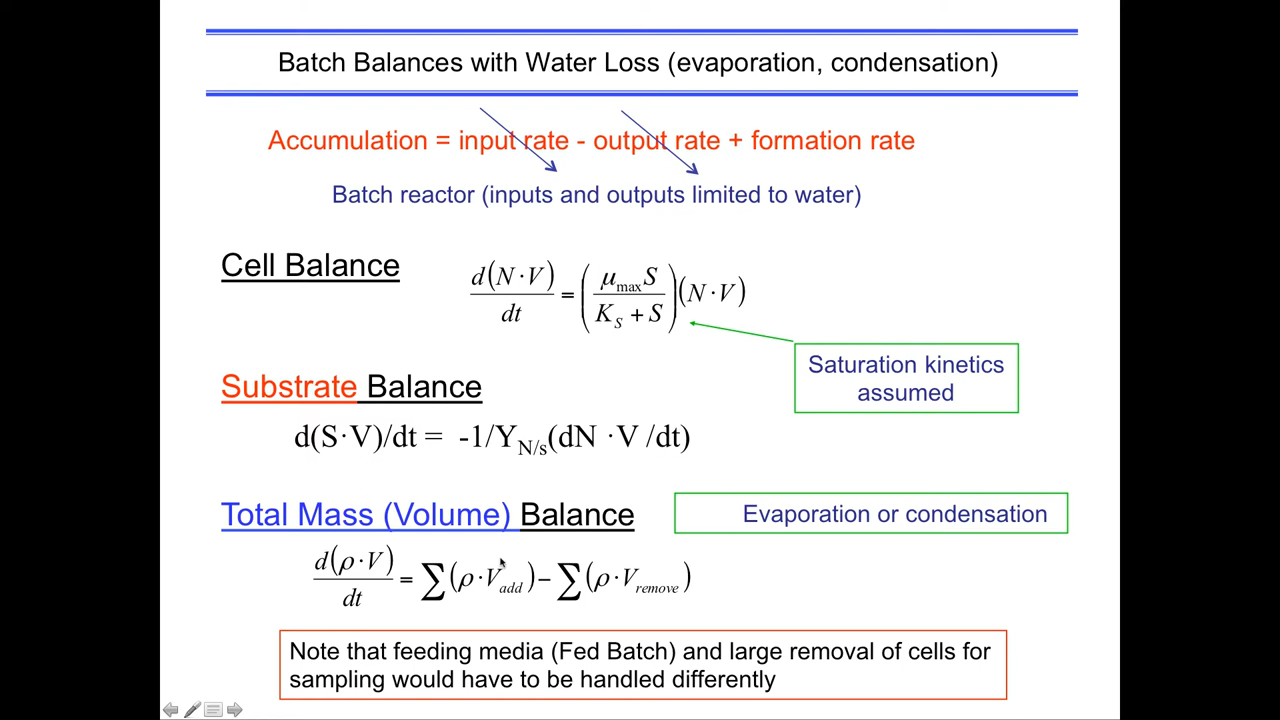 Batch Balances with Water Loss (evaporation, condensation)
Accumulation = input rate - output rate + formation rate
Batch reactor (inputs and outputs limited to water)
Cell Balance
d(N·V)/dt = (μmax S / (KS + S)) (N·V)
Saturation kinetics
assumed
Substrate Balance
d(S·V)/dt = -1/YN/s(dN ·V /dt)
Total Mass (Volume) Balance
Evaporation or condensation
d(ρ·V)/dt = ∑(ρ·Vadd) − ∑(ρ·Vremove)
Note that feeding media (Fed Batch) and large removal of cells for
sampling would have to be handled differently